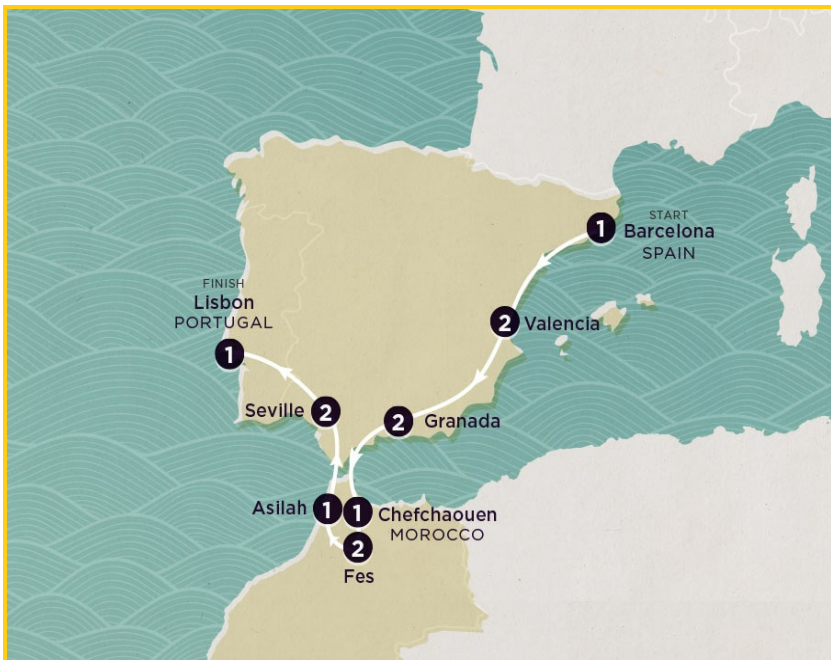 START
1 Barcelona
SPAIN
2 Valencia
2 Granada
1 Chefchaouen
MOROCCO
2
Fes
Asilah 1
Seville 2
FINISH
Lisbon
PORTUGAL
1